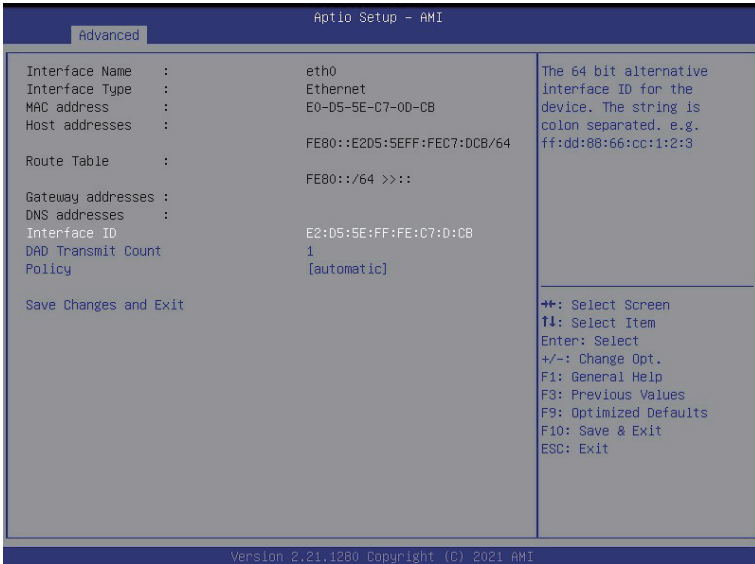 Aptio Setup – AMI
Advanced
Interface Name : eth0
Interface Type : Ethernet
MAC address : E0-D5-5E-C7-0D-CB
Host addresses :
FE80::E2D5:5EFF:FEC7:DCB/64
Route Table :
FE80::/64 >>::
Gateway addresses :
DNS addresses :
Interface ID E2:D5:5E:FF:FE:C7:D:CB
DAD Transmit Count 1
Policy [automatic]
Save Changes and Exit
The 64 bit alternative
interface ID for the
device. The string is
colon separated. e.g.
ff:dd:88:66:cc:1:2:3
→←: Select Screen
↑↓: Select Item
Enter: Select
+/-: Change Opt.
F1: General Help
F3: Previous Values
F9: Optimized Defaults
F10: Save & Exit
ESC: Exit
Version 2.21.1280 Copyright (C) 2021 AMI